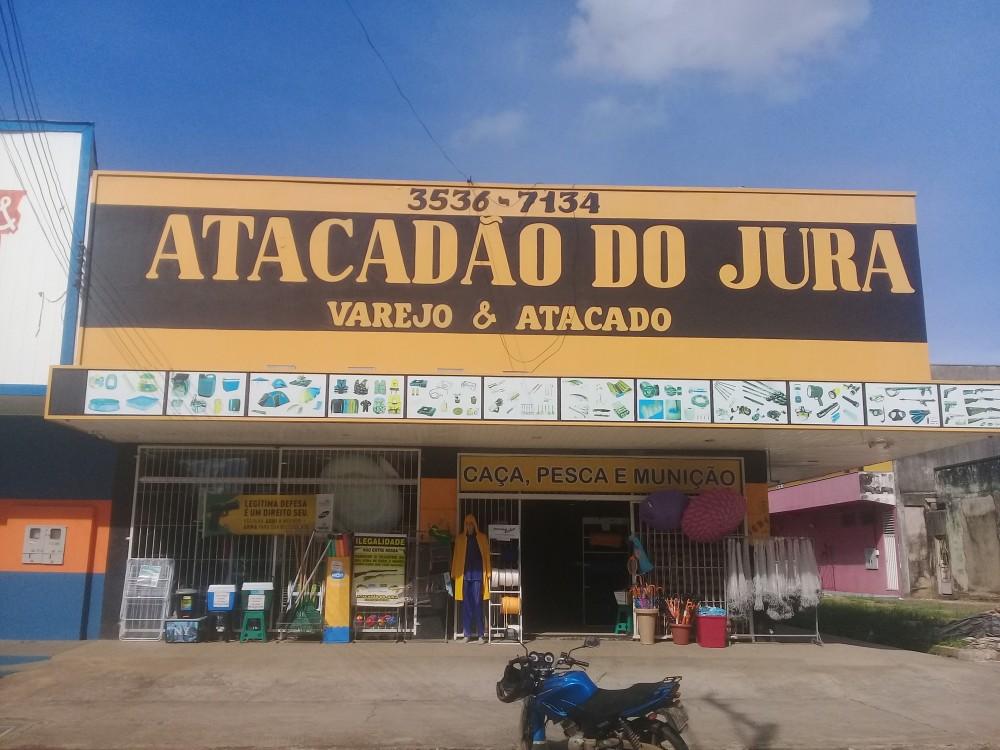 3536-7134
ATACADÃO DO JURA
VAREJO & ATACADO
CAÇA, PESCA E MUNIÇÃO
LEGÍTIMA DEFESA
É UM DIREITO SEU.
ILEGALIDADE
&